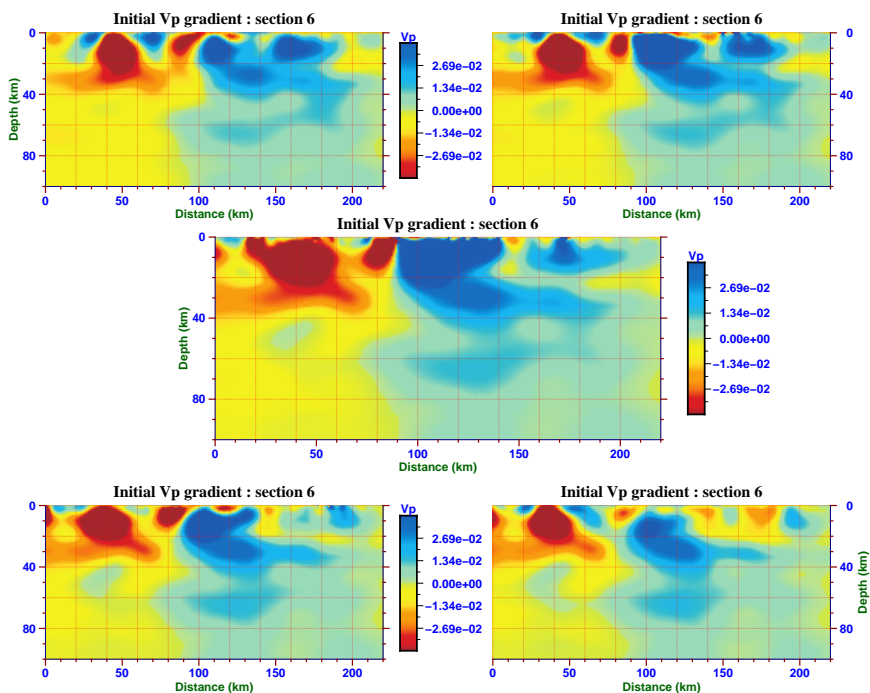 Initial Vp gradient : section 6
Initial Vp gradient : section 6
0
40
80
Depth (km)
0
50
100
150
200
Distance (km)
Vp
2.69e−02
1.34e−02
0.00e+00
−1.34e−02
−2.69e−02
0
40
80
0
50
100
150
200
Distance (km)
Initial Vp gradient : section 6
0
40
80
Depth (km)
0
50
100
150
200
Distance (km)
Vp
2.69e−02
1.34e−02
0.00e+00
−1.34e−02
−2.69e−02
Initial Vp gradient : section 6
Initial Vp gradient : section 6
0
40
80
0
50
100
150
200
Distance (km)
Vp
2.69e−02
1.34e−02
0.00e+00
−1.34e−02
−2.69e−02
0
40
80
Depth (km)
0
50
100
150
200
Distance (km)